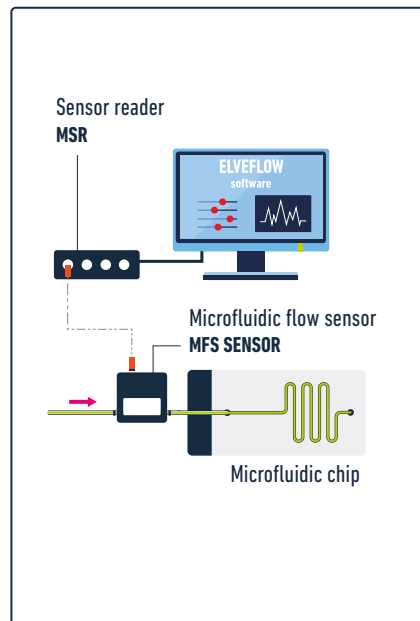 Sensor reader
MSR
ELVEFLOW
software
Microfluidic flow sensor
MFS SENSOR
Microfluidic chip